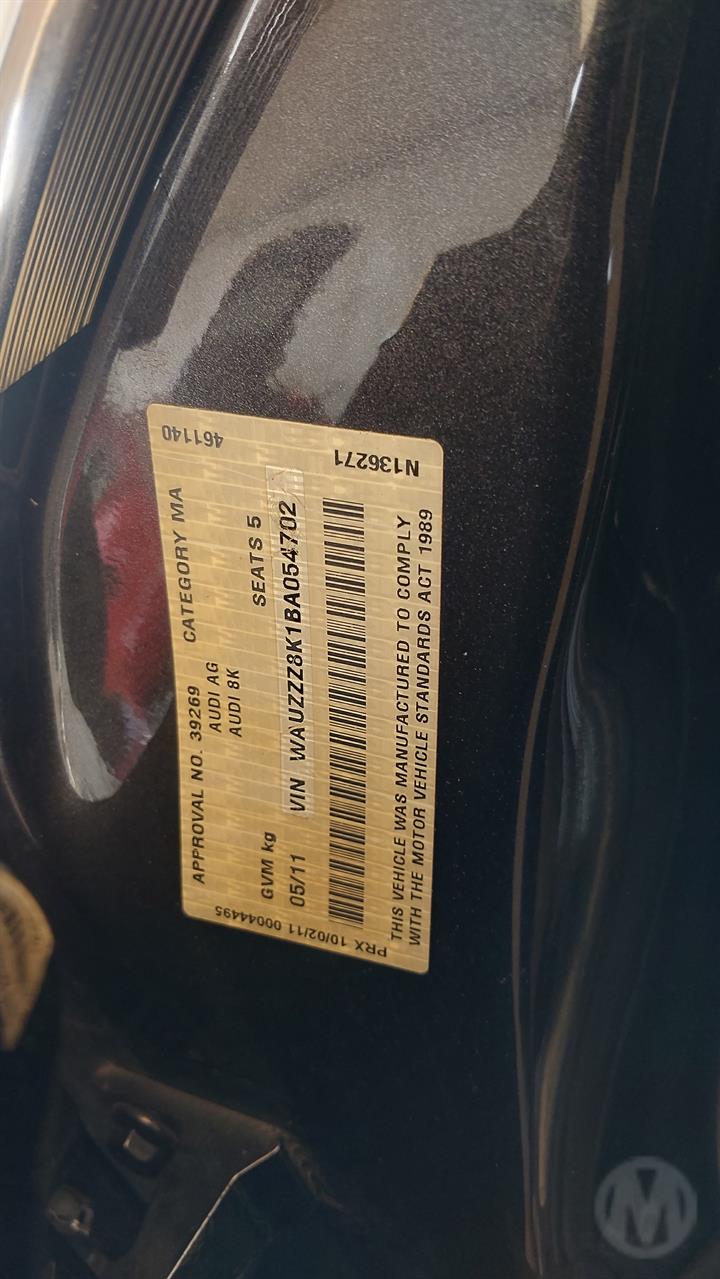 461140
APPROVAL NO. 39269 CATEGORY MA
AUDI AG
AUDI 8K
GVM kg SEATS 5
05/11 VIN WAUZZZ8K1BA054702
THIS VEHICLE WAS MANUFACTURED TO COMPLY
WITH THE MOTOR VEHICLE STANDARDS ACT 1989
N136271
PRX 10/02/11 00044495
M